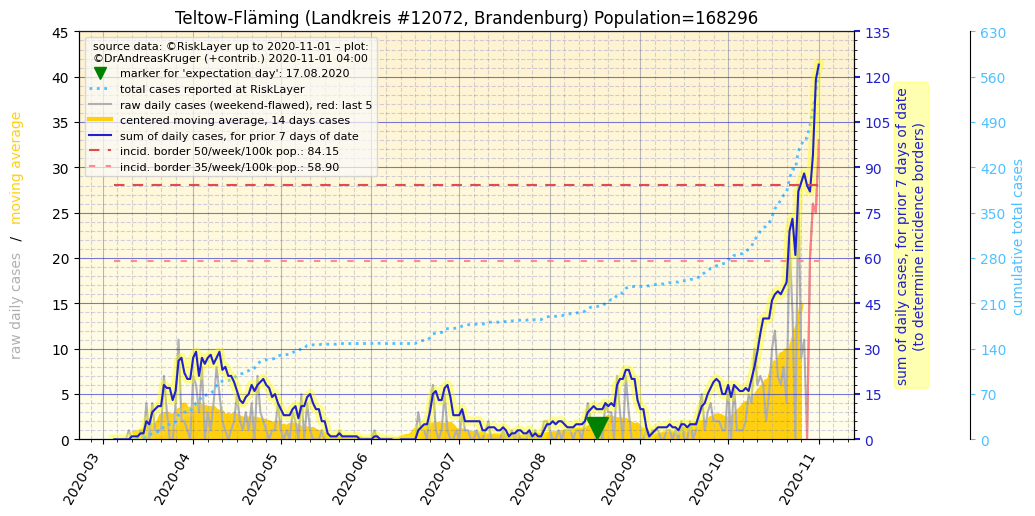 Teltow-Fläming (Landkreis #12072, Brandenburg) Population=168296
source data: ©RiskLayer up to 2020-11-01 – plot:
©DrAndreasKruger (+contrib.) 2020-11-01 04:00
marker for 'expectation day': 17.08.2020
total cases reported at RiskLayer
raw daily cases (weekend-flawed), red: last 5
centered moving average, 14 days cases
sum of daily cases, for prior 7 days of date
incid. border 50/week/100k pop.: 84.15
incid. border 35/week/100k pop.: 58.90
raw daily cases / moving average
45
40
35
30
25
20
15
10
5
0
2020-03
2020-04
2020-05
2020-06
2020-07
2020-08
2020-09
2020-10
2020-11
135
120
105
90
75
60
45
30
15
0
sum of daily cases, for prior 7 days of date
(to determine incidence borders)
630
560
490
420
350
280
210
140
70
0
cumulative total cases